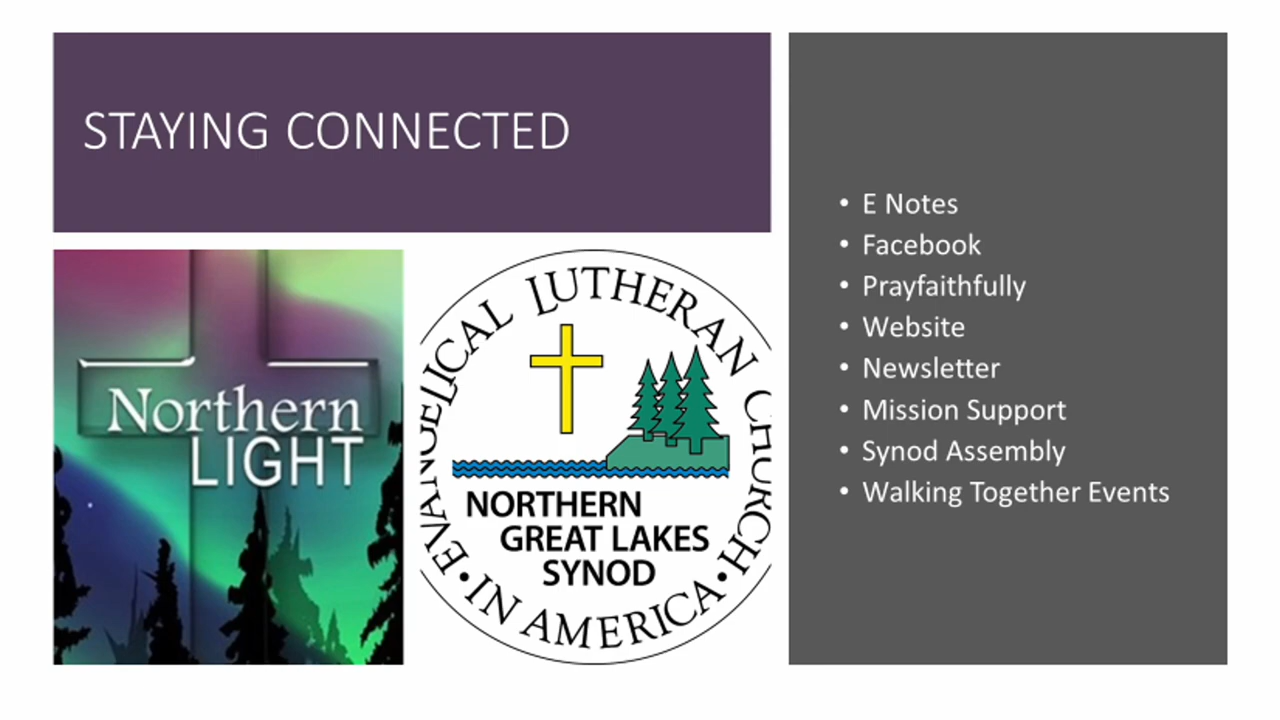 STAYING CONNECTED
Northern
LIGHT
EVANGELICAL LUTHERAN CHURCH
NORTHERN
GREAT LAKES
SYNOD
• IN AMERICA •
• E Notes
• Facebook
• Prayfaithfully
• Website
• Newsletter
• Mission Support
• Synod Assembly
• Walking Together Events